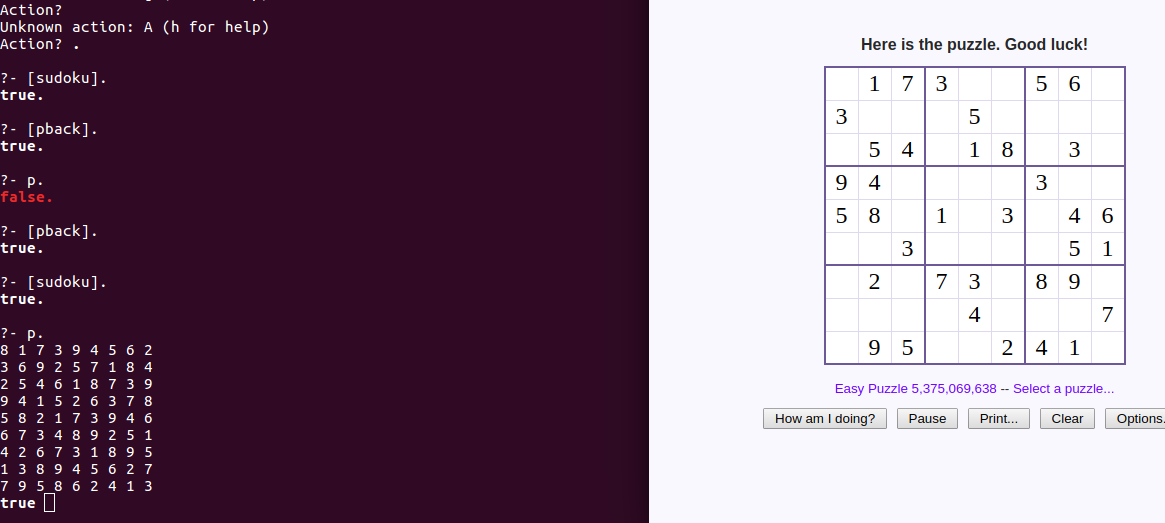 Action?
Unknown action: A (h for help)
Action? .
?- [sudoku].
true.
?- [pback].
true.
?- p.
false.
?- [pback].
true.
?- [sudoku].
true.
?- p.
8 1 7 3 9 4 5 6 2
3 6 9 2 5 7 1 8 4
2 5 4 6 1 8 7 3 9
9 4 1 5 2 6 3 7 8
5 8 2 1 7 3 9 4 6
6 7 3 4 8 9 2 5 1
4 2 6 7 3 1 8 9 5
1 3 8 9 4 5 6 2 7
7 9 5 8 6 2 4 1 3
true
Here is the puzzle. Good luck!
1 7 3 5 6
3 5
5 4 1 8 3
9 4 3
5 8 1 3 4 6
3 5 1
2 7 3 8 9
4 7
9 5 2 4 1
Easy Puzzle 5,375,069,638 -- Select a puzzle...
How am I doing? Pause Print... Clear Options.